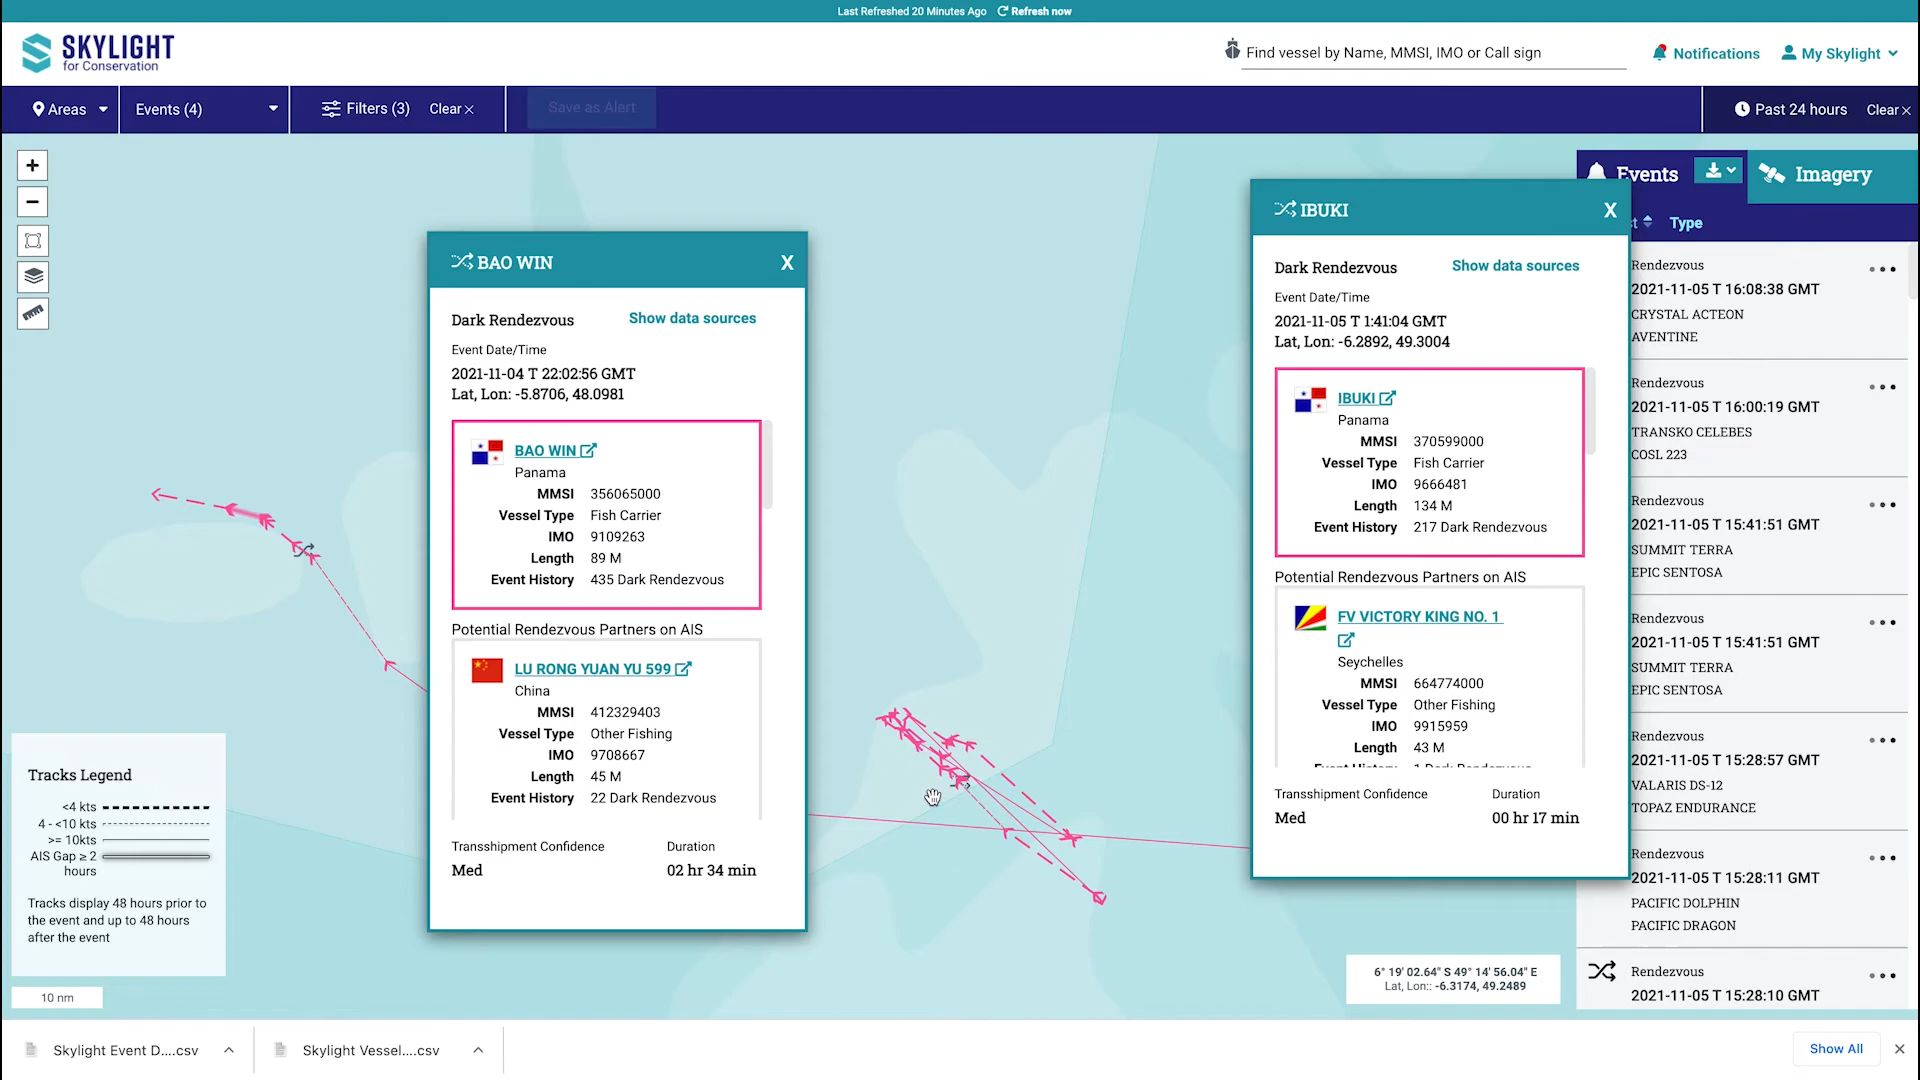 Last Refreshed 20 Minutes Ago Refresh now
SKYLIGHT
for Conservation
Find vessel by Name, MMSI, IMO or Call sign
Notifications
My Skylight
Areas
Events (4)
Filters (3)
Clear×
Save as Alert
Past 24 hours
Clear×
+
−
BAO WIN
X
Dark Rendezvous
Show data sources
Event Date/Time
2021-11-04 T 22:02:56 GMT
Lat, Lon: -5.8706, 48.0981
BAO WIN
Panama
MMSI 356065000
Vessel Type Fish Carrier
IMO 9109263
Length 89 M
Event History 435 Dark Rendezvous
Potential Rendezvous Partners on AIS
LU RONG YUAN YU 599
China
MMSI 412329403
Vessel Type Other Fishing
IMO 9708667
Length 45 M
Event History 22 Dark Rendezvous
Transshipment Confidence Duration
Med 02 hr 34 min
IBUKI
X
Dark Rendezvous
Show data sources
Event Date/Time
2021-11-05 T 1:41:04 GMT
Lat, Lon: -6.2892, 49.3004
IBUKI
Panama
MMSI 370599000
Vessel Type Fish Carrier
IMO 9666481
Length 134 M
Event History 217 Dark Rendezvous
Potential Rendezvous Partners on AIS
FV VICTORY KING NO. 1
Seychelles
MMSI 664774000
Vessel Type Other Fishing
IMO 9915959
Length 43 M
Event History 1 Dark Rendezvous
Transshipment Confidence Duration
Med 00 hr 17 min
Events
Imagery
Type
Rendezvous
2021-11-05 T 16:08:38 GMT
CRYSTAL ACTEON
AVENTINE
Rendezvous
2021-11-05 T 16:00:19 GMT
TRANSKO CELEBES
COSL 223
Rendezvous
2021-11-05 T 15:41:51 GMT
SUMMIT TERRA
EPIC SENTOSA
Rendezvous
2021-11-05 T 15:41:51 GMT
SUMMIT TERRA
EPIC SENTOSA
Rendezvous
2021-11-05 T 15:28:57 GMT
VALARIS DS-12
TOPAZ ENDURANCE
Rendezvous
2021-11-05 T 15:28:11 GMT
PACIFIC DOLPHIN
PACIFIC DRAGON
Rendezvous
2021-11-05 T 15:28:10 GMT
Tracks Legend
<4 kts
4 - <10 kts
>= 10kts
AIS Gap ≥ 2
hours
Tracks display 48 hours prior to
the event and up to 48 hours
after the event
10 nm
6° 19' 02.64" S 49° 14' 56.04" E
Lat, Lon:: -6.3174, 49.2489
Skylight Event D....csv
Skylight Vessel....csv
Show All